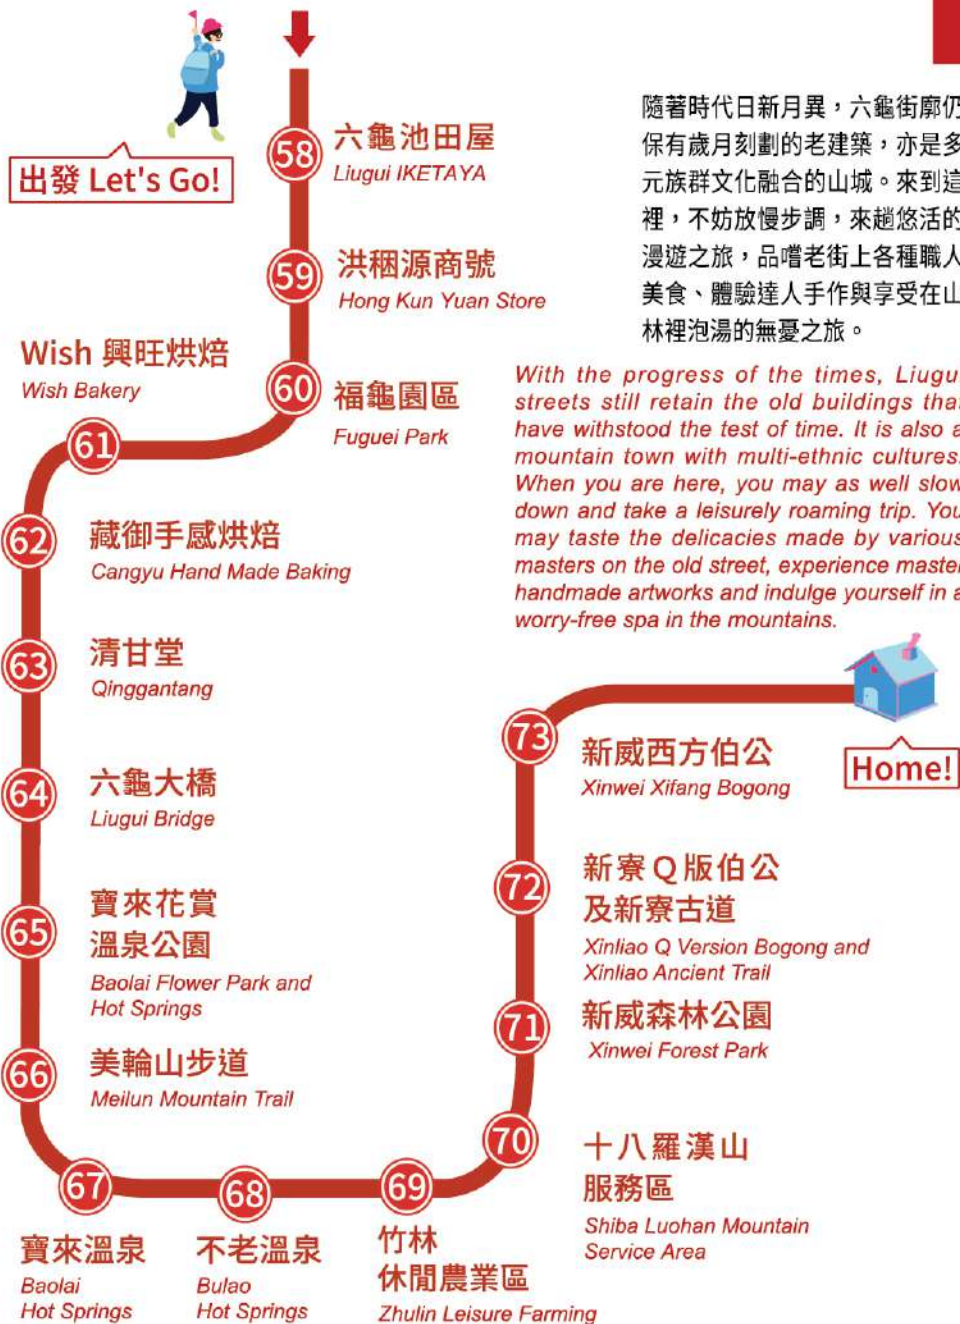 出發 Let's Go!
58
六龜池田屋
Liugui IKETAYA
59
洪稇源商號
Hong Kun Yuan Store
60
福龜園區
Fuguei Park
Wish 興旺烘焙
Wish Bakery
61
62
藏御手感烘焙
Cangyu Hand Made Baking
63
清甘堂
Qinggantang
64
六龜大橋
Liugui Bridge
65
寶來花賞
溫泉公園
Baolai Flower Park and
Hot Springs
66
美輪山步道
Meilun Mountain Trail
67
寶來溫泉
Baolai
Hot Springs
68
不老溫泉
Bulao
Hot Springs
69
竹林
休閒農業區
Zhulin Leisure Farming
70
十八羅漢山
服務區
Shiba Luohan Mountain
Service Area
71
新威森林公園
Xinwei Forest Park
72
新寮Q版伯公
及新寮古道
Xinliao Q Version Bogong and
Xinliao Ancient Trail
73
新威西方伯公
Xinwei Xifang Bogong
Home!
隨著時代日新月異，六龜街廓仍
保有歲月刻劃的老建築，亦是多
元族群文化融合的山城。來到這
裡，不妨放慢步調，來趟悠活的
漫遊之旅，品嚐老街上各種職人
美食、體驗達人手作與享受在山
林裡泡湯的無憂之旅。
With the progress of the times, Liugui
streets still retain the old buildings that
have withstood the test of time. It is also a
mountain town with multi-ethnic cultures.
When you are here, you may as well slow
down and take a leisurely roaming trip. You
may taste the delicacies made by various
masters on the old street, experience master
handmade artworks and indulge yourself in a
worry-free spa in the mountains.